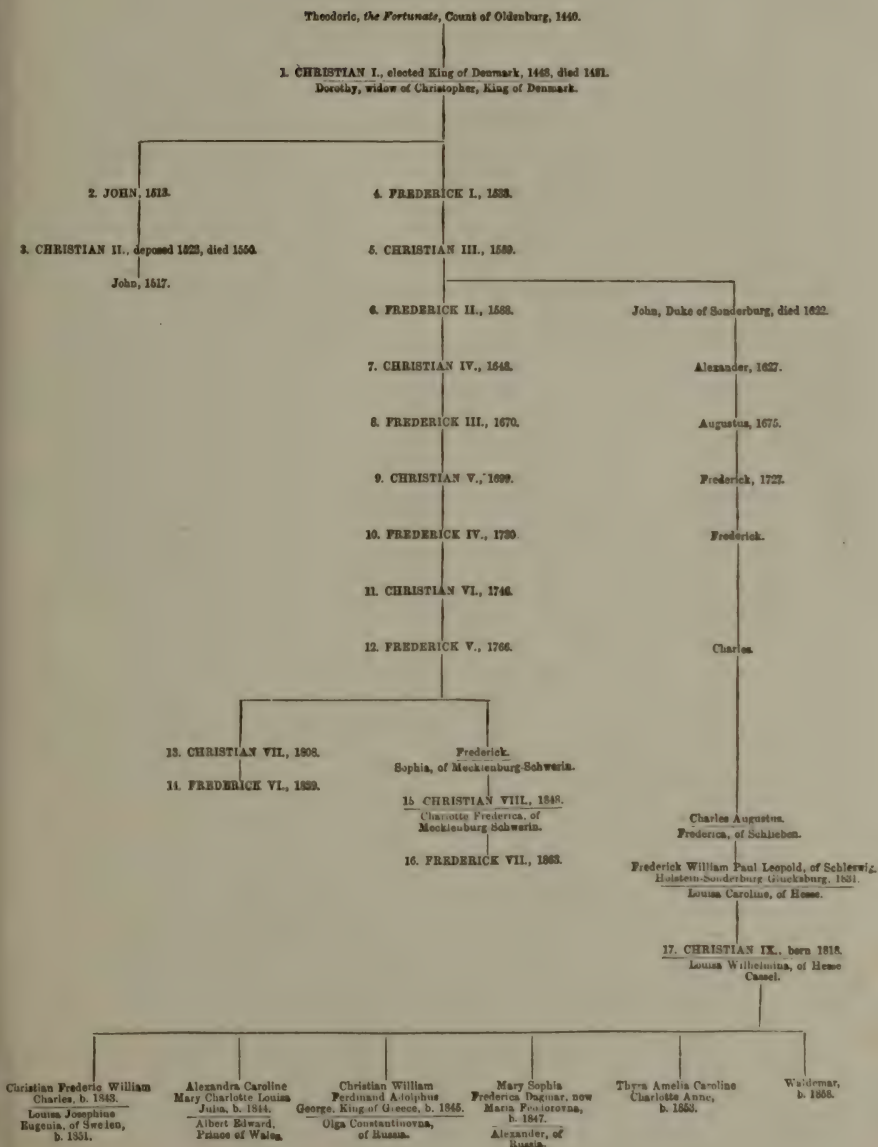 Theodoric, the Fortunate, Count of Oldenburg, 1440.
1. CHRISTIAN I., elected King of Denmark, 1448, died 1481.
Dorothy, widow of Christopher, King of Denmark.
2. JOHN, 1513.
4. FREDERICK I., 1533.
3. CHRISTIAN II., deposed 1523, died 1550.
5. CHRISTIAN III., 1559.
John, 1517.
6. FREDERICK II., 1588.
John, Duke of Sonderburg, died 1622.
7. CHRISTIAN IV., 1648.
Alexander, 1627.
8. FREDERICK III., 1670.
Augustus, 1675.
9. CHRISTIAN V., 1699.
Frederick, 1727.
10. FREDERICK IV., 1730
Frederick.
11. CHRISTIAN VI., 1746.
12. FREDERICK V., 1766.
Charles.
13. CHRISTIAN VII., 1808.
Frederick.
Sophia, of Mecklenburg-Schwerin.
14. FREDERICK VI., 1839.
15 CHRISTIAN VIII., 1848.
Charlotte Frederica, of
Mecklenburg Schwerin.
16. FREDERICK VII., 1863.
Charles Augustus.
Frederica, of Schlieben.
Frederick William Paul Leopold, of Schleswig,
Holstein-Sonderburg Glucksburg, 1831.
Louisa Caroline, of Hesse.
17. CHRISTIAN IX., born 1818.
Louisa Wilhelmina, of Hesse
Cassel.
Christian Frederic William
Charles, b. 1843.
Louisa Josephine
Eugenia, of Sweden,
b. 1851.
Alexandra Caroline
Mary Charlotte Louisa
Julia, b. 1844.
Albert Edward,
Prince of Wales,
Christian William
Ferdinand Adolphus
George, King of Greece, b. 1845.
Olga Constantinovna,
of Russia.
Mary Sophia
Frederica Dagmar, now
Maria Feodorovna,
b. 1847.
Alexander, of
Russia.
Thyra Amelia Caroline
Charlotte Anne,
b. 1853.
Waldemar,
b. 1858.